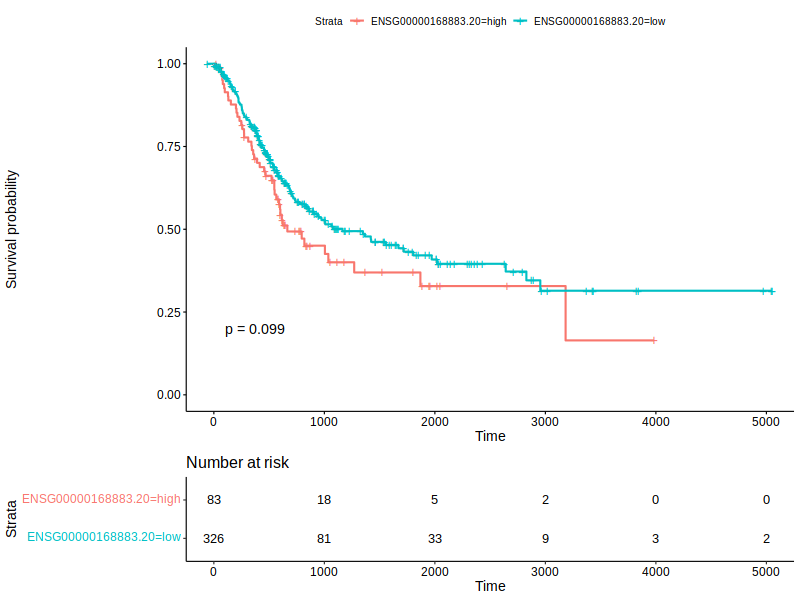 Strata ENSG00000168883.20=high ENSG00000168883.20=low
Survival probability
1.00
0.75
0.50
0.25
0.00
p = 0.099
0 1000 2000 3000 4000 5000
Time
Number at risk
Strata
ENSG00000168883.20=high 83 18 5 2 0 0
ENSG00000168883.20=low 326 81 33 9 3 2
0 1000 2000 3000 4000 5000
Time